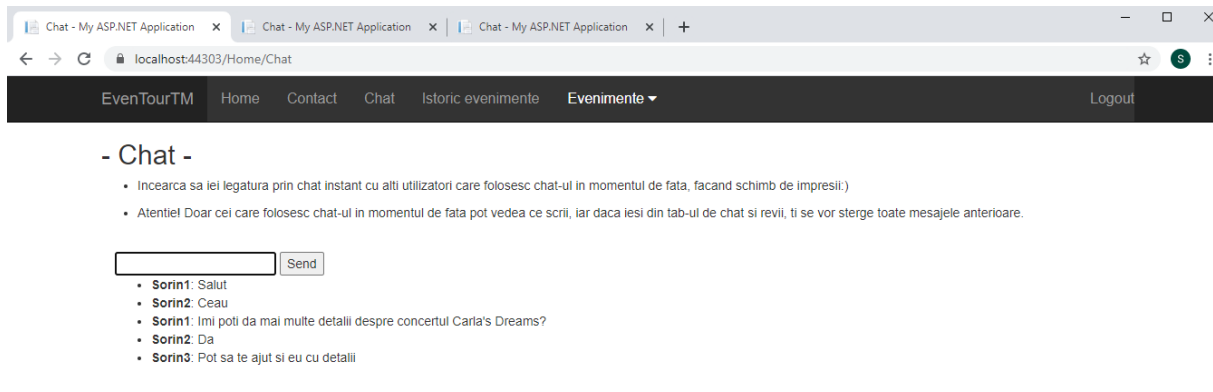 Chat - My ASP.NET Application Chat - My ASP.NET Application Chat - My ASP.NET Application
localhost:44303/Home/Chat S
EvenTourTM Home Contact Chat Istoric evenimente Evenimente Logout
- Chat -
Incearca sa iei legatura prin chat instant cu alti utilizatori care folosesc chat-ul in momentul de fata, facand schimb de impresii:)
Atentie! Doar cei care folosesc chat-ul in momentul de fata pot vedea ce scrii, iar daca iesi din tab-ul de chat si revii, ti se vor sterge toate mesajele anterioare.
Send
Sorin1: Salut
Sorin2: Ceau
Sorin1: Imi poti da mai multe detalii despre concertul Carla's Dreams?
Sorin2: Da
Sorin3: Pot sa te ajut si eu cu detalii